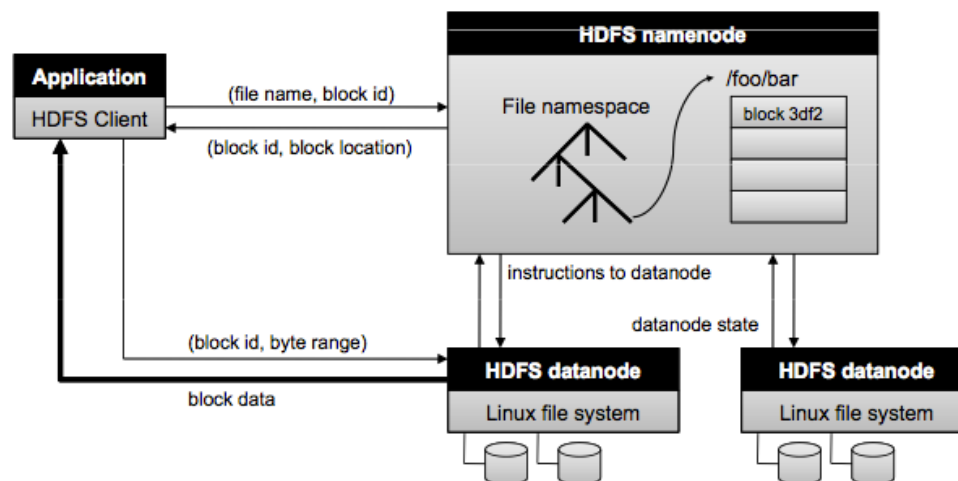 HDFS namenode
Application
HDFS Client
(file name, block id)
(block id, block location)
File namespace
/foo/bar
block 3df2
instructions to datanode
datanode state
(block id, byte range)
block data
HDFS datanode
Linux file system
HDFS datanode
Linux file system